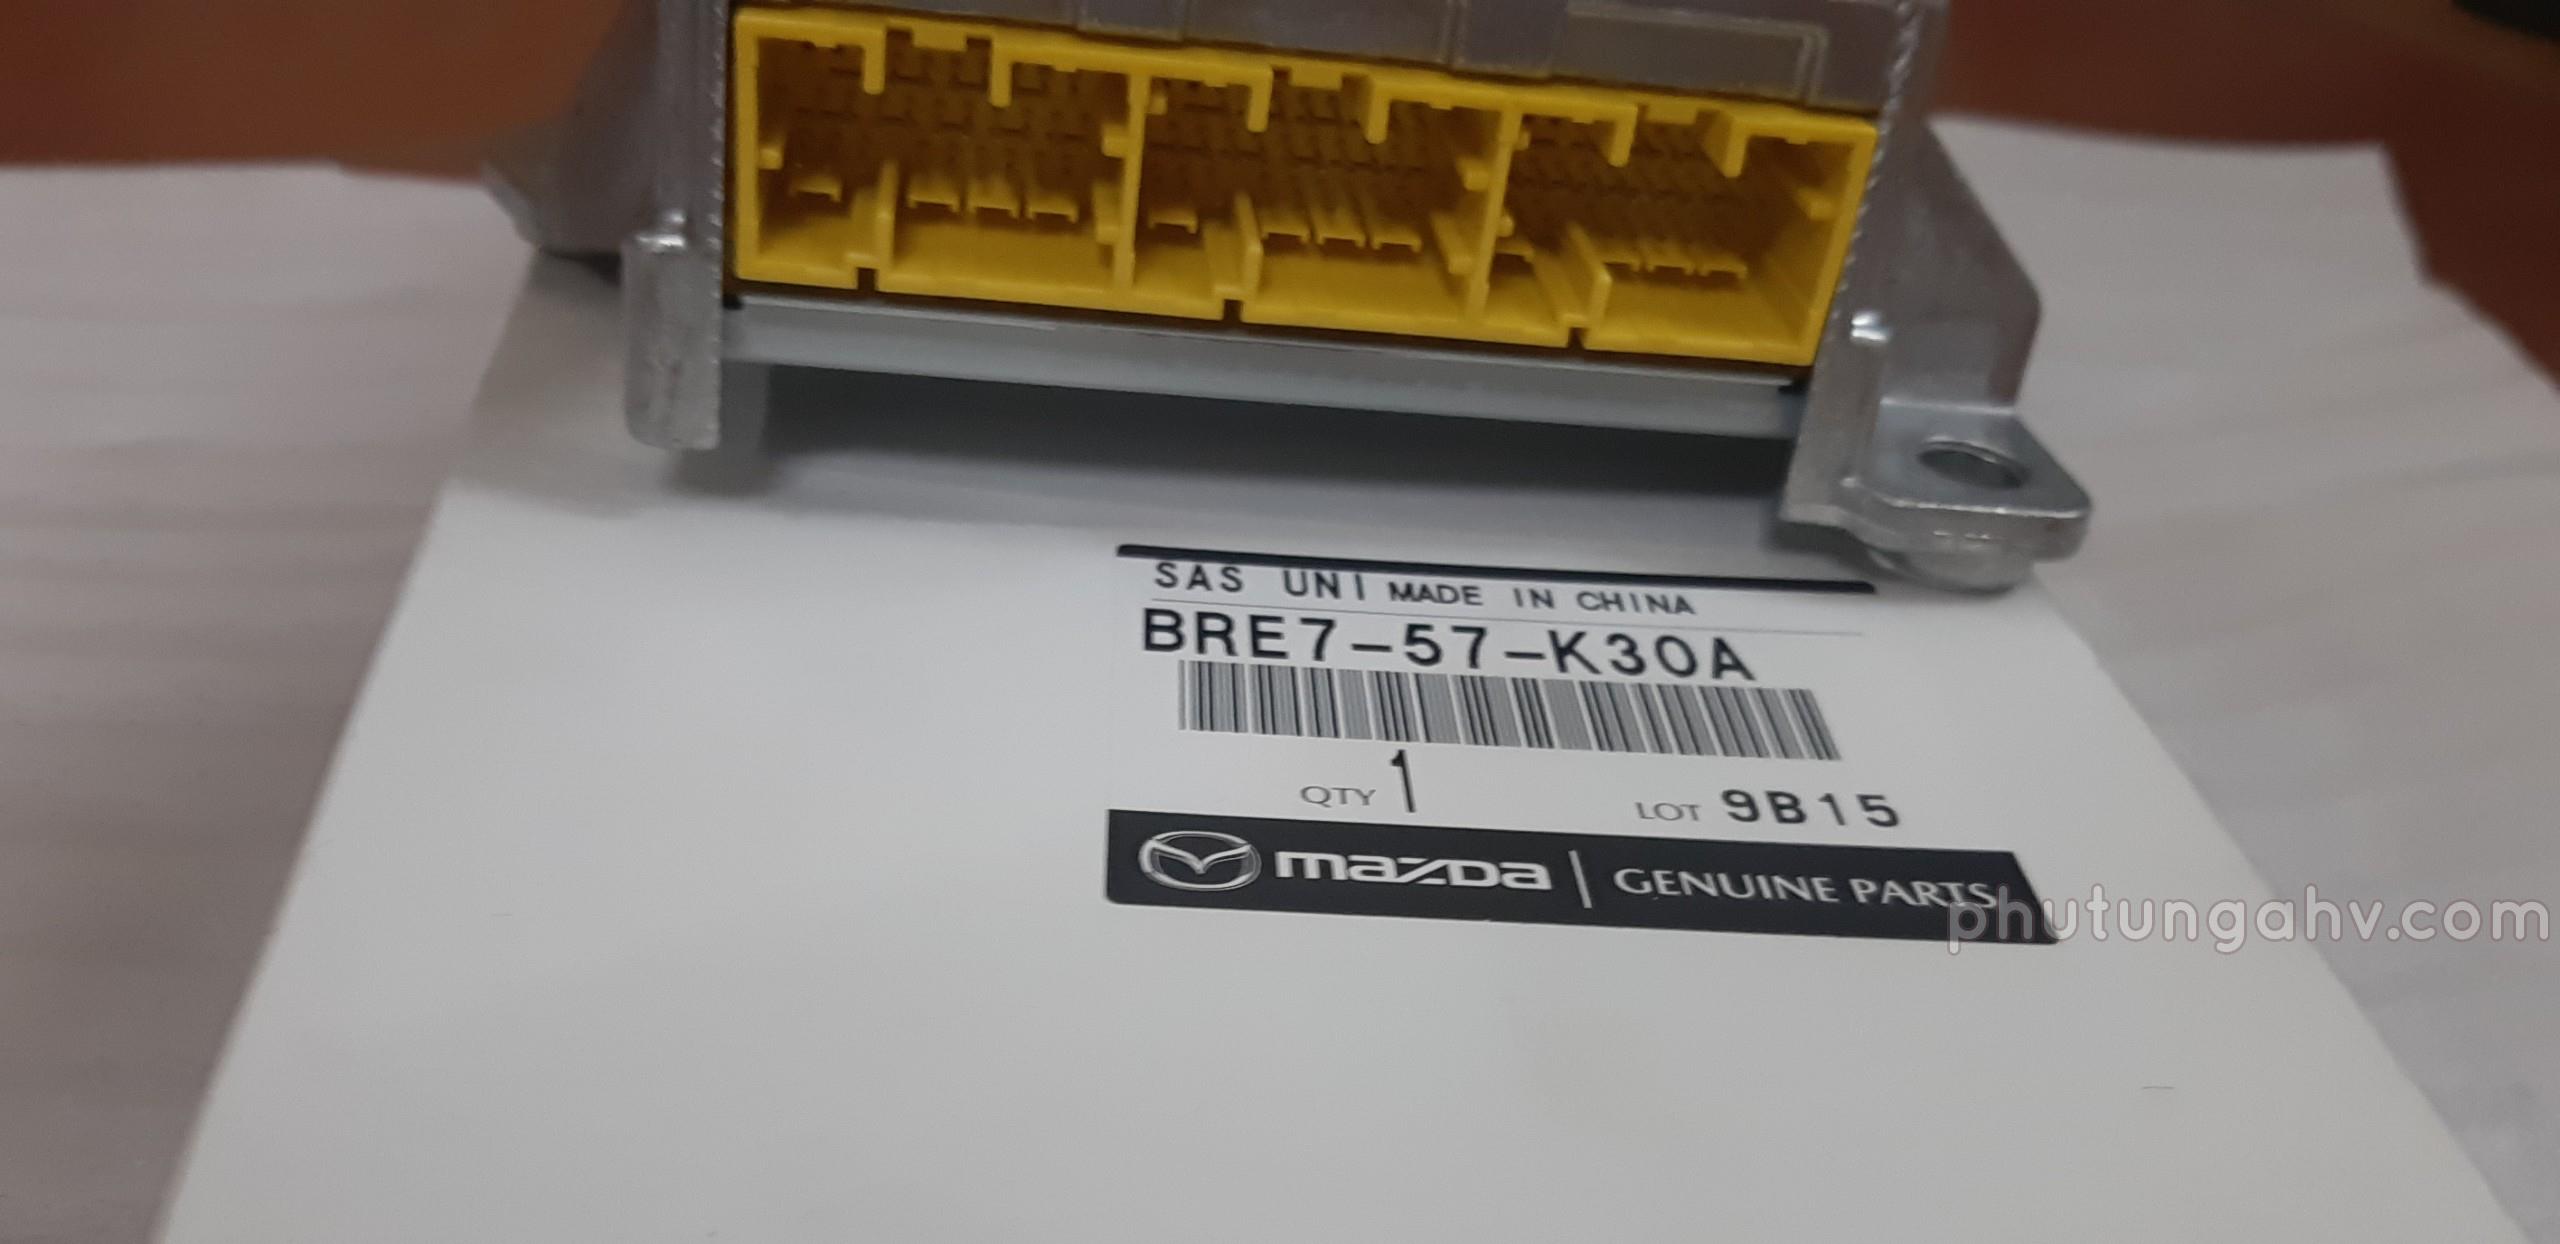 SAS UNI MADE IN CHINA
BRE7-57-K30A
QTY 1 LOT 9B15
mazda | GENUINE PARTS
phutungahv.com